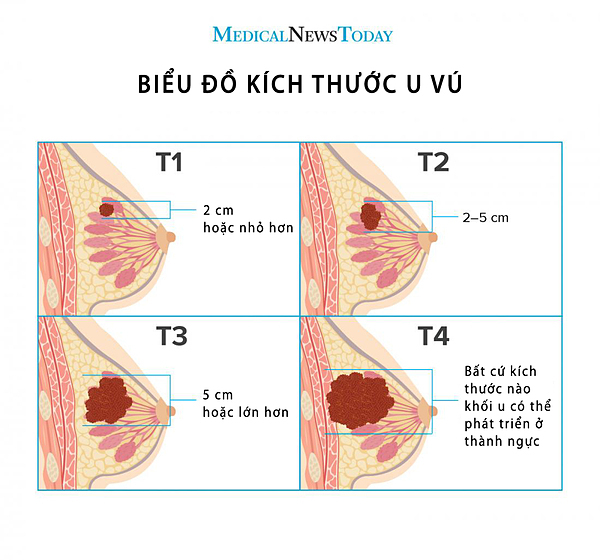 MEDICALNEWSTODAY
BIỂU ĐỒ KÍCH THƯỚC U VÚ
T1
2 cm
hoặc nhỏ hơn
T2
2–5 cm
T3
5 cm
hoặc lớn hơn
T4
Bất cứ kích
thước nào
khối u có thể
phát triển ở
thành ngực